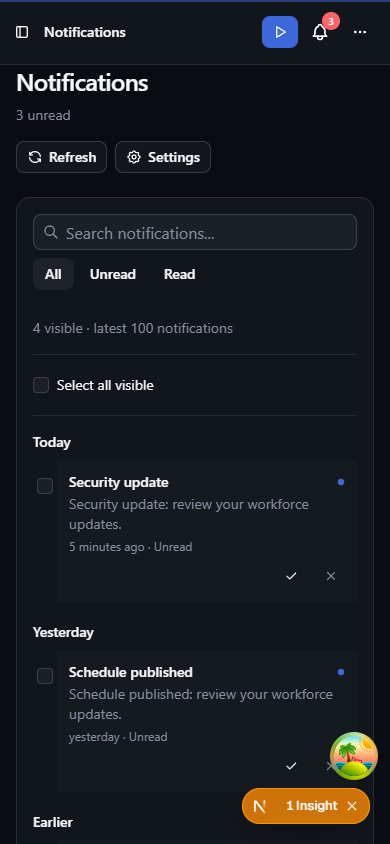 Notifications
3
Notifications
3 unread
Refresh
Settings
Search notifications...
All
Unread
Read
4 visible · latest 100 notifications
Select all visible
Today
Security update
Security update: review your workforce
updates.
5 minutes ago · Unread
Yesterday
Schedule published
Schedule published: review your workforce
updates.
yesterday · Unread
1 Insight
Earlier